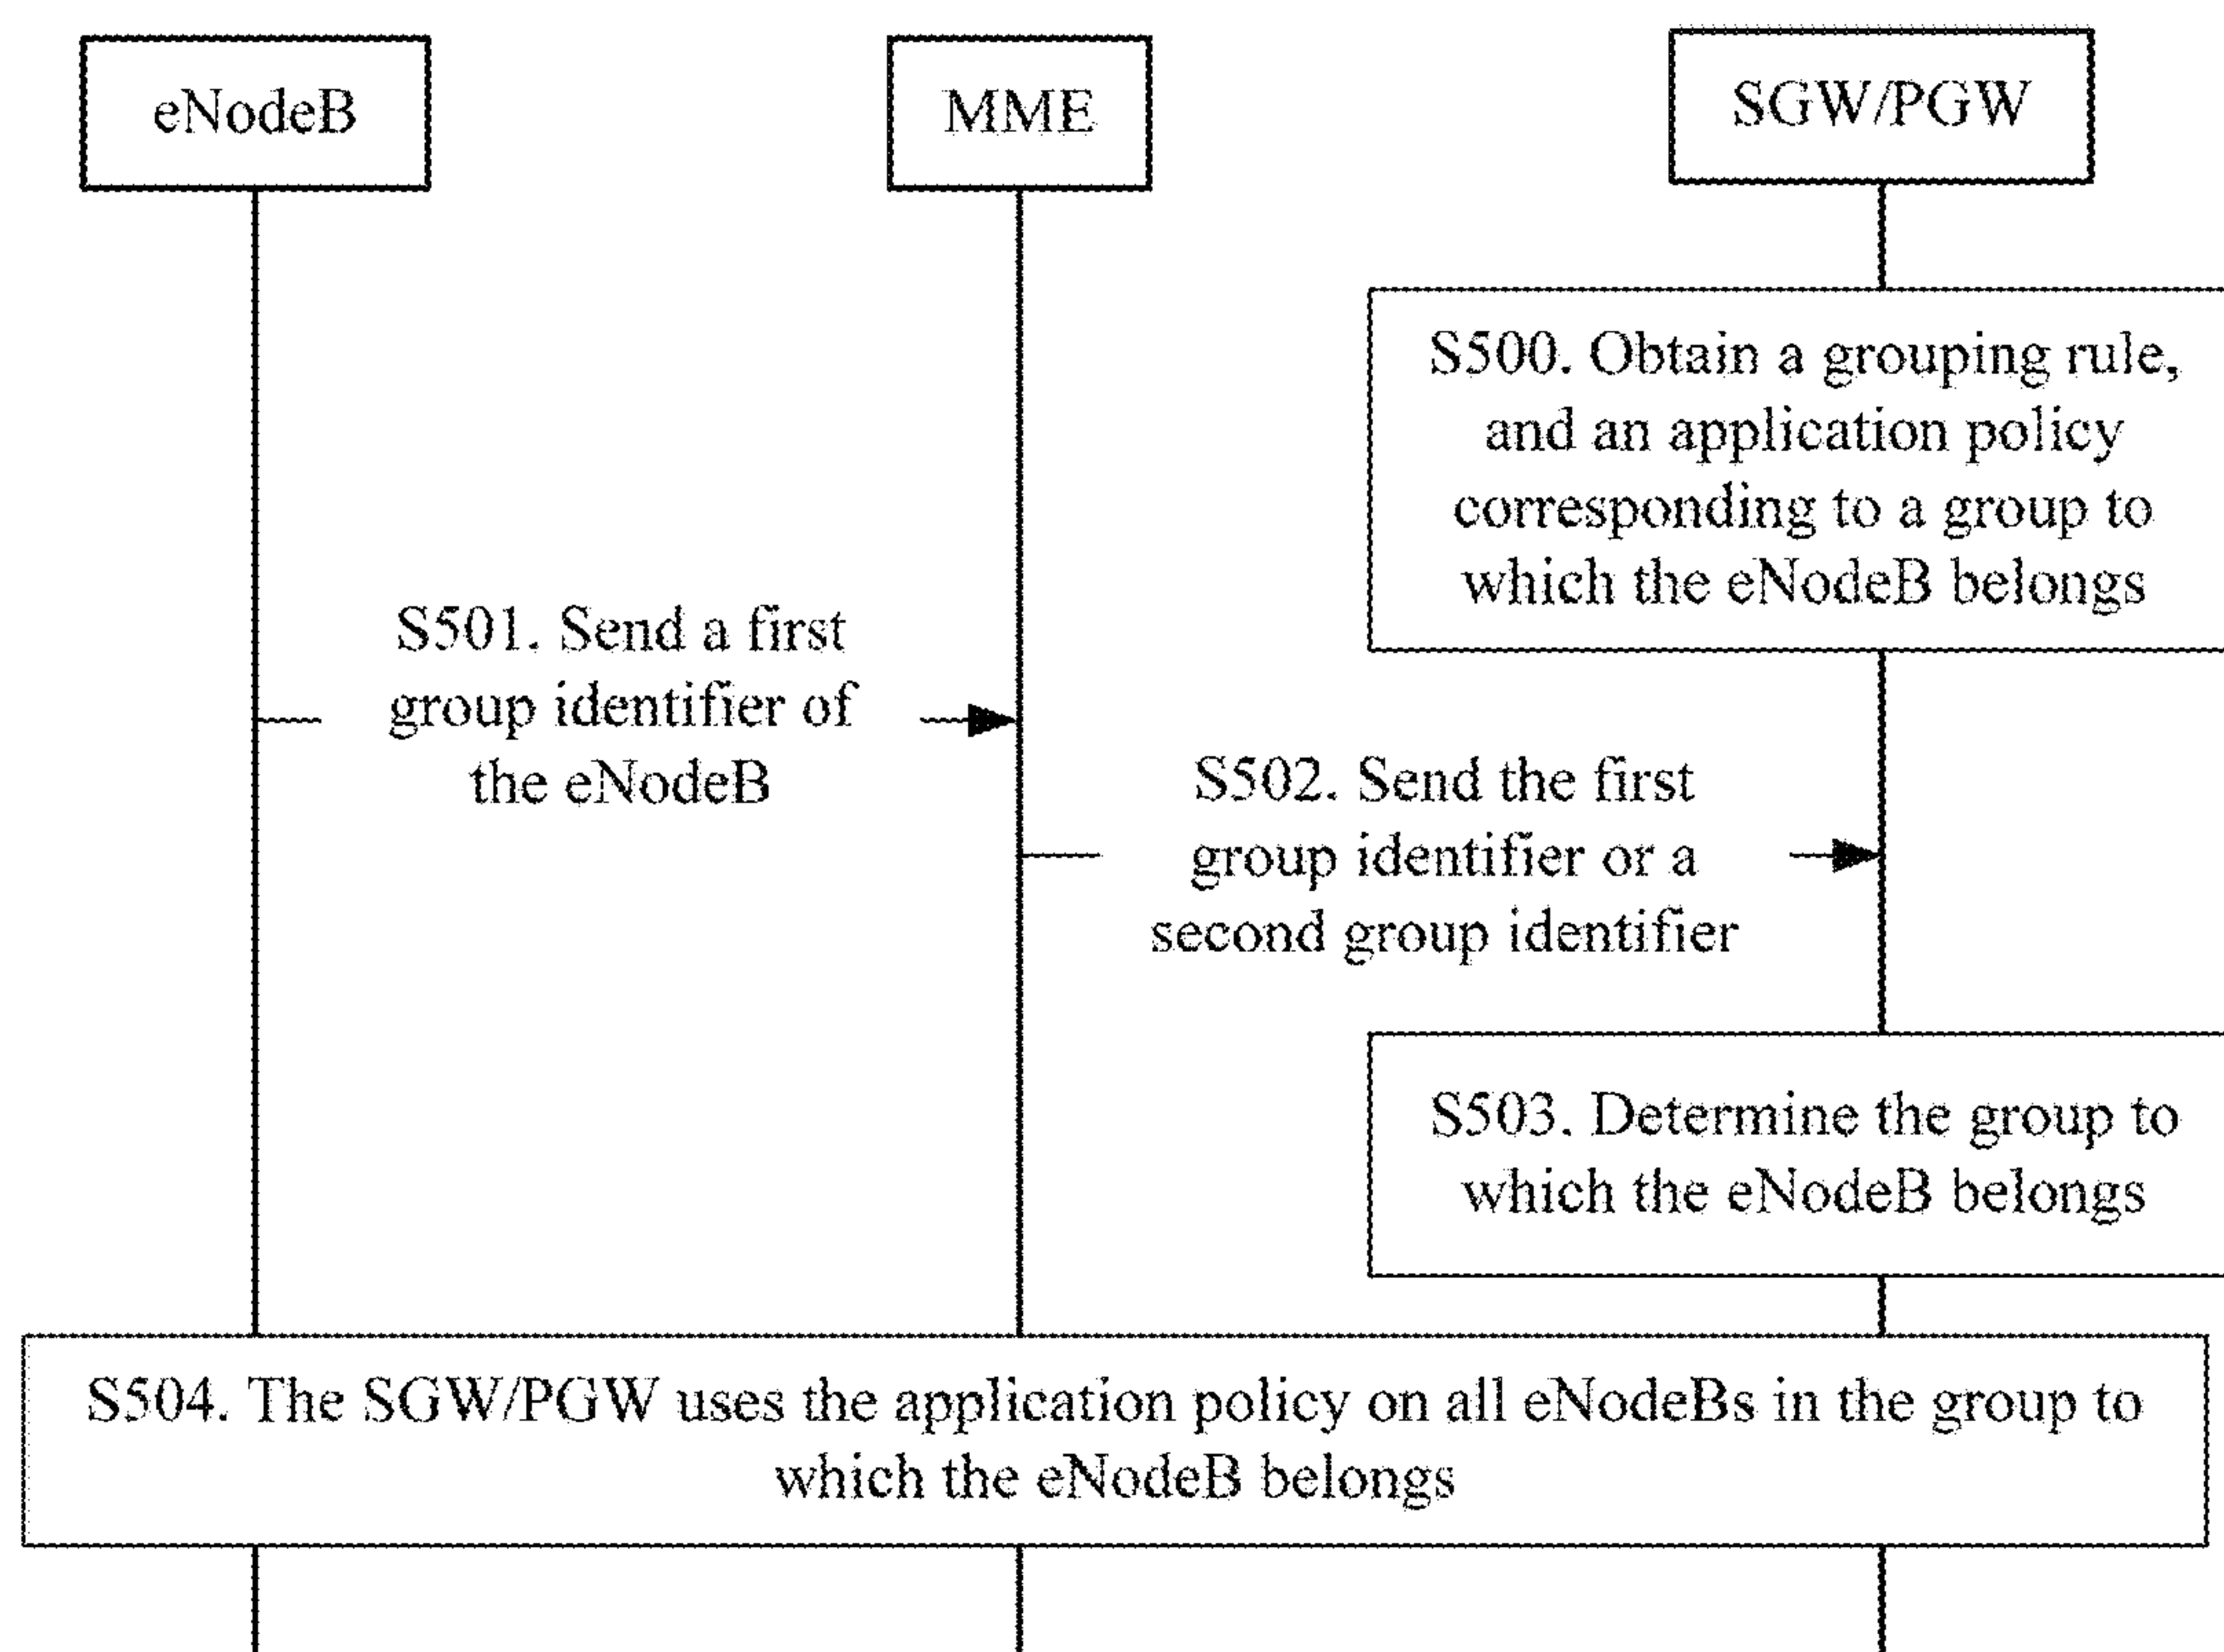 eNodeB
MME
SGW/PGW
S500. Obtain a grouping rule,
and an application policy
corresponding to a group to
which the eNodeB belongs
S501. Send a first
group identifier of
the eNodeB
S502. Send the first
group identifier or a
second group identifier
S503. Determine the group to
which the eNodeB belongs
S504. The SGW/PGW uses the application policy on all eNodeBs in the group to
which the eNodeB belongs